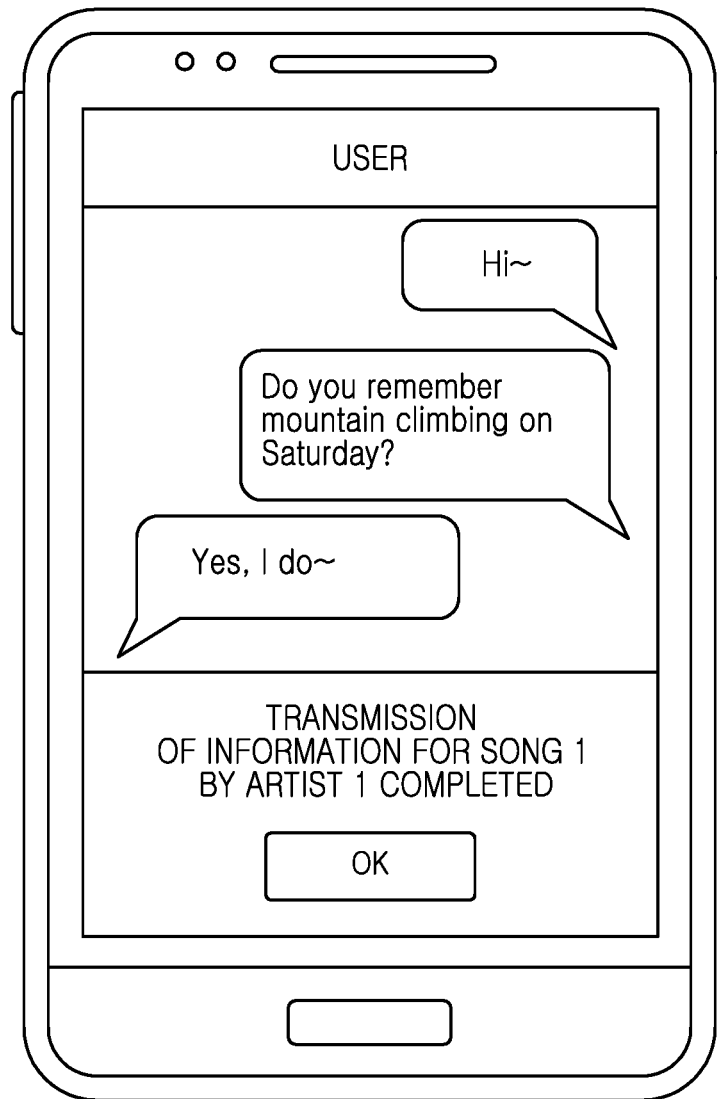 USER
Hi~
Do you remember
mountain climbing on
Saturday?
Yes, I do~
TRANSMISSION
OF INFORMATION FOR SONG 1
BY ARTIST 1 COMPLETED
OK